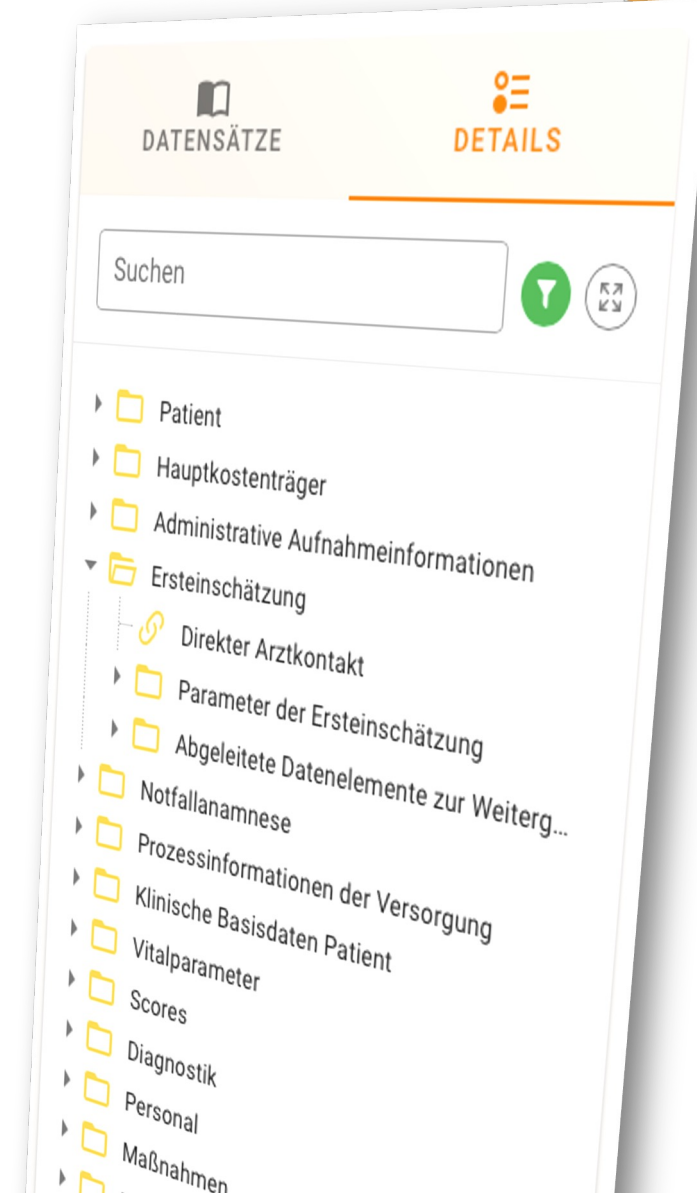 DATENSÄTZE
DETAILS
Suchen
Patient
Hauptkostenträger
Administrative Aufnahmeinformationen
Ersteinschätzung
Direkter Arztkontakt
Parameter der Ersteinschätzung
Abgeleitete Datenelemente zur Weiterg...
Notfallanamnese
Prozessinformationen der Versorgung
Klinische Basisdaten Patient
Vitalparameter
Scores
Diagnostik
Personal
Maßnahmen